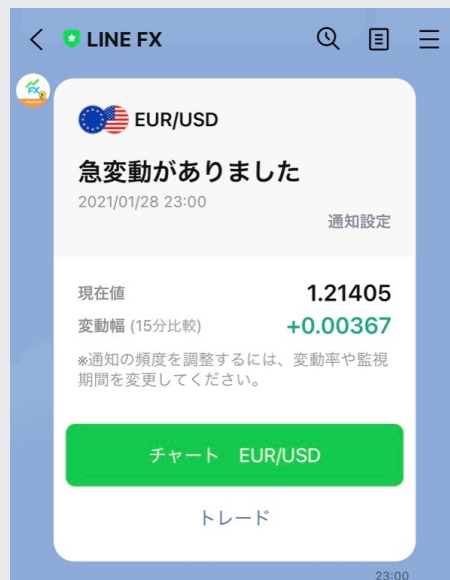 LINE FX
FX
EUR/USD
急変動がありました
2021/01/28 23:00
通知設定
現在値 1.21405
変動幅 (15分比較) +0.00367
※通知の頻度を調整するには、変動率や監視
期間を変更してください。
チャート EUR/USD
トレード
23:00